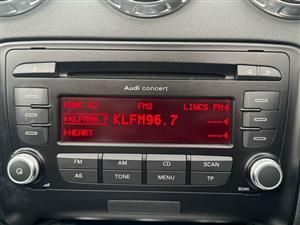 Audi concert
BBC R2 FM2 LINCS FM4
KLFM96.7 KLFM96.7
HEART
FM AM CD SCAN
AS TONE MENU TP
SCAN